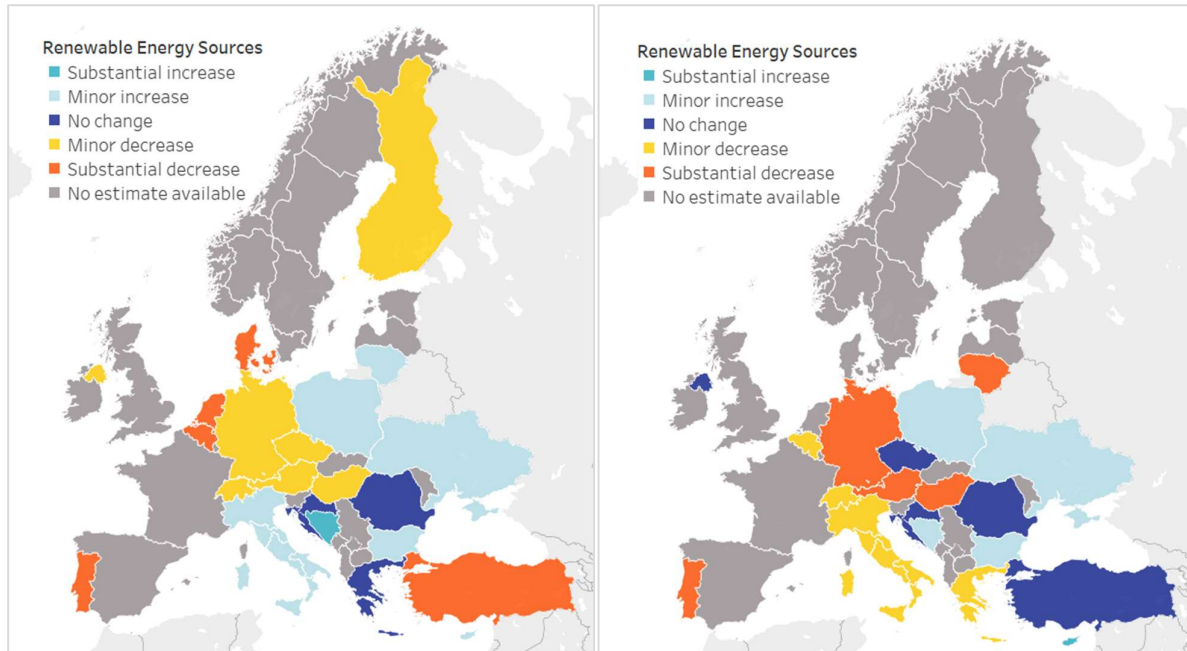 Renewable Energy Sources
Substantial increase
Minor increase
No change
Minor decrease
Substantial decrease
No estimate available
Renewable Energy Sources
Substantial increase
Minor increase
No change
Minor decrease
Substantial decrease
No estimate available